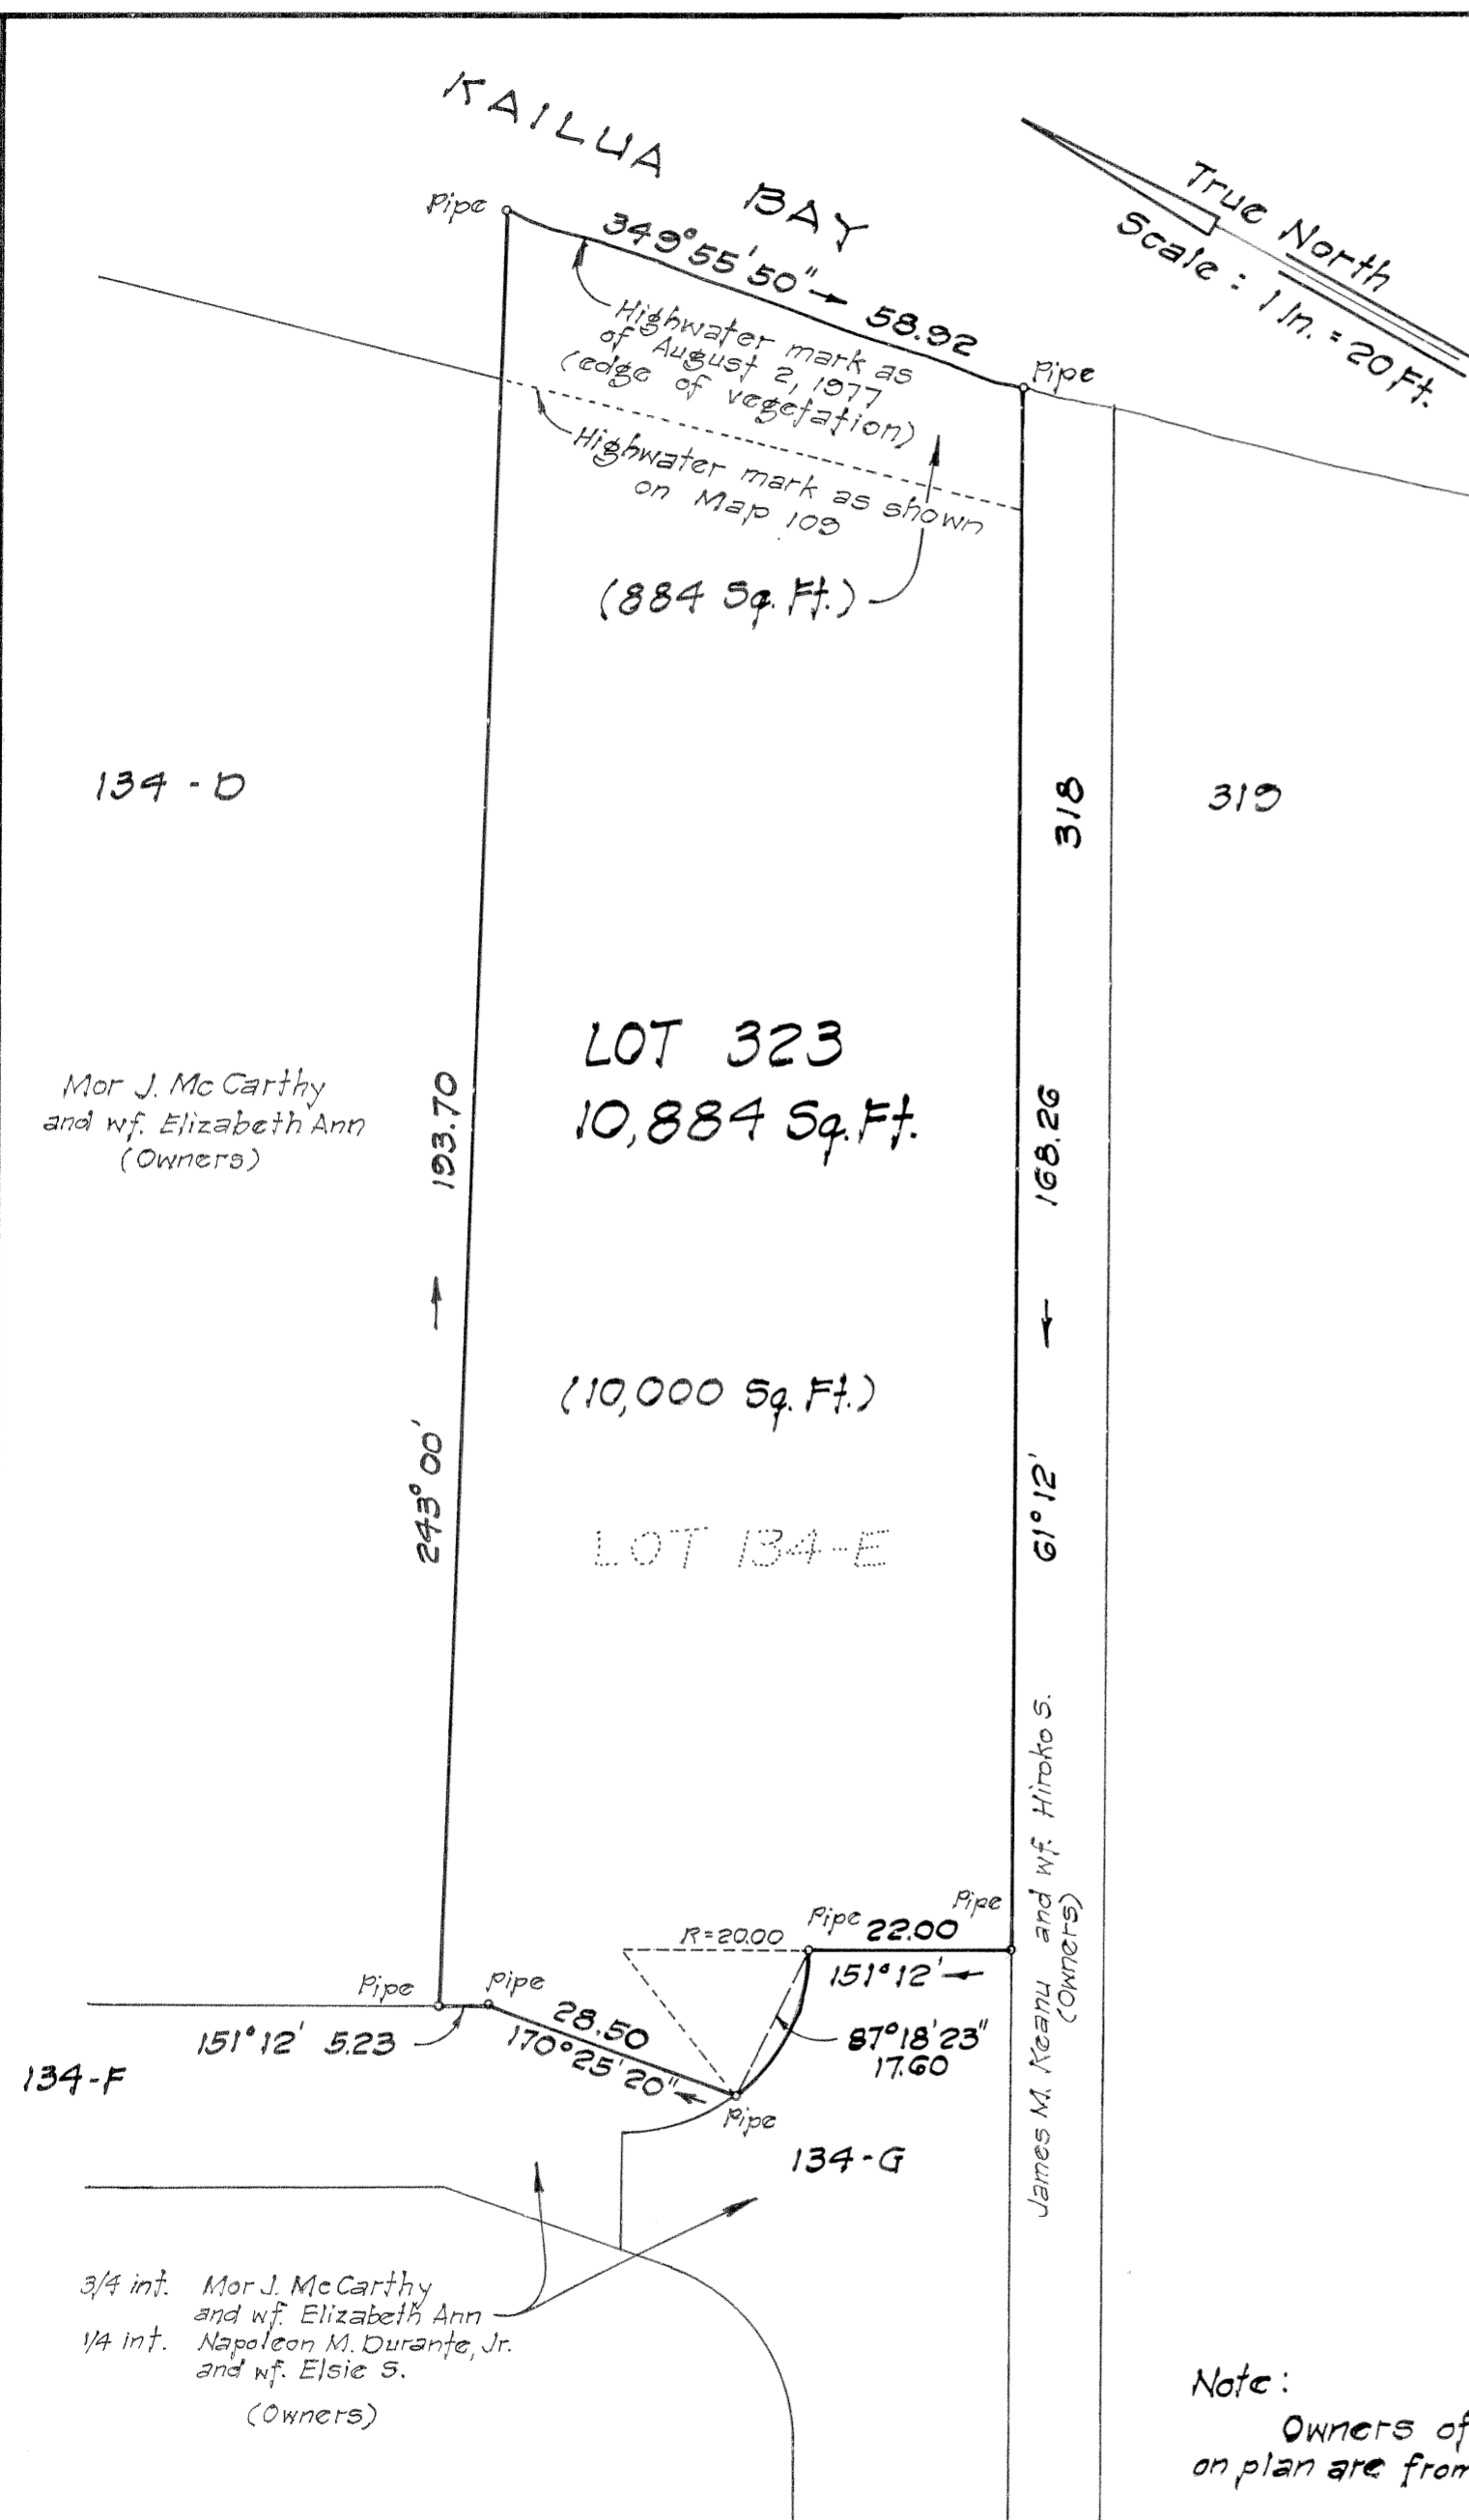 KAILUA BAY
True North
Scale : 1 In. = 20 Ft.
Pipe
349°55'50" 58.92
Pipe
Highwater mark as
of August 2, 1977
(edge of vegetation)
Highwater mark as shown
on Map 109
(884 Sq. Ft.)
134 - D
318
319
LOT 323
10,884 Sq. Ft.
Mor J. Mc Carthy
and wf. Elizabeth Ann
(Owners)
243°00' 193.70
61°12' 168.26
(10,000 Sq. Ft.)
LOT 134-E
James M. Keanu and wf. Hiroko S.
(Owners)
Pipe
Pipe 22.00
R=20.00
151°12'
Pipe
Pipe
28.50
170°25'20"
151°12' 5.23
87°18'23"
17.60
134-F
Pipe
134-G
3/4 int. Mor J. McCarthy
and wf. Elizabeth Ann
1/4 int. Napoleon M. Durante, Jr.
and wf. Elsie S.
(Owners)
Note:
Owners of
on plan are from